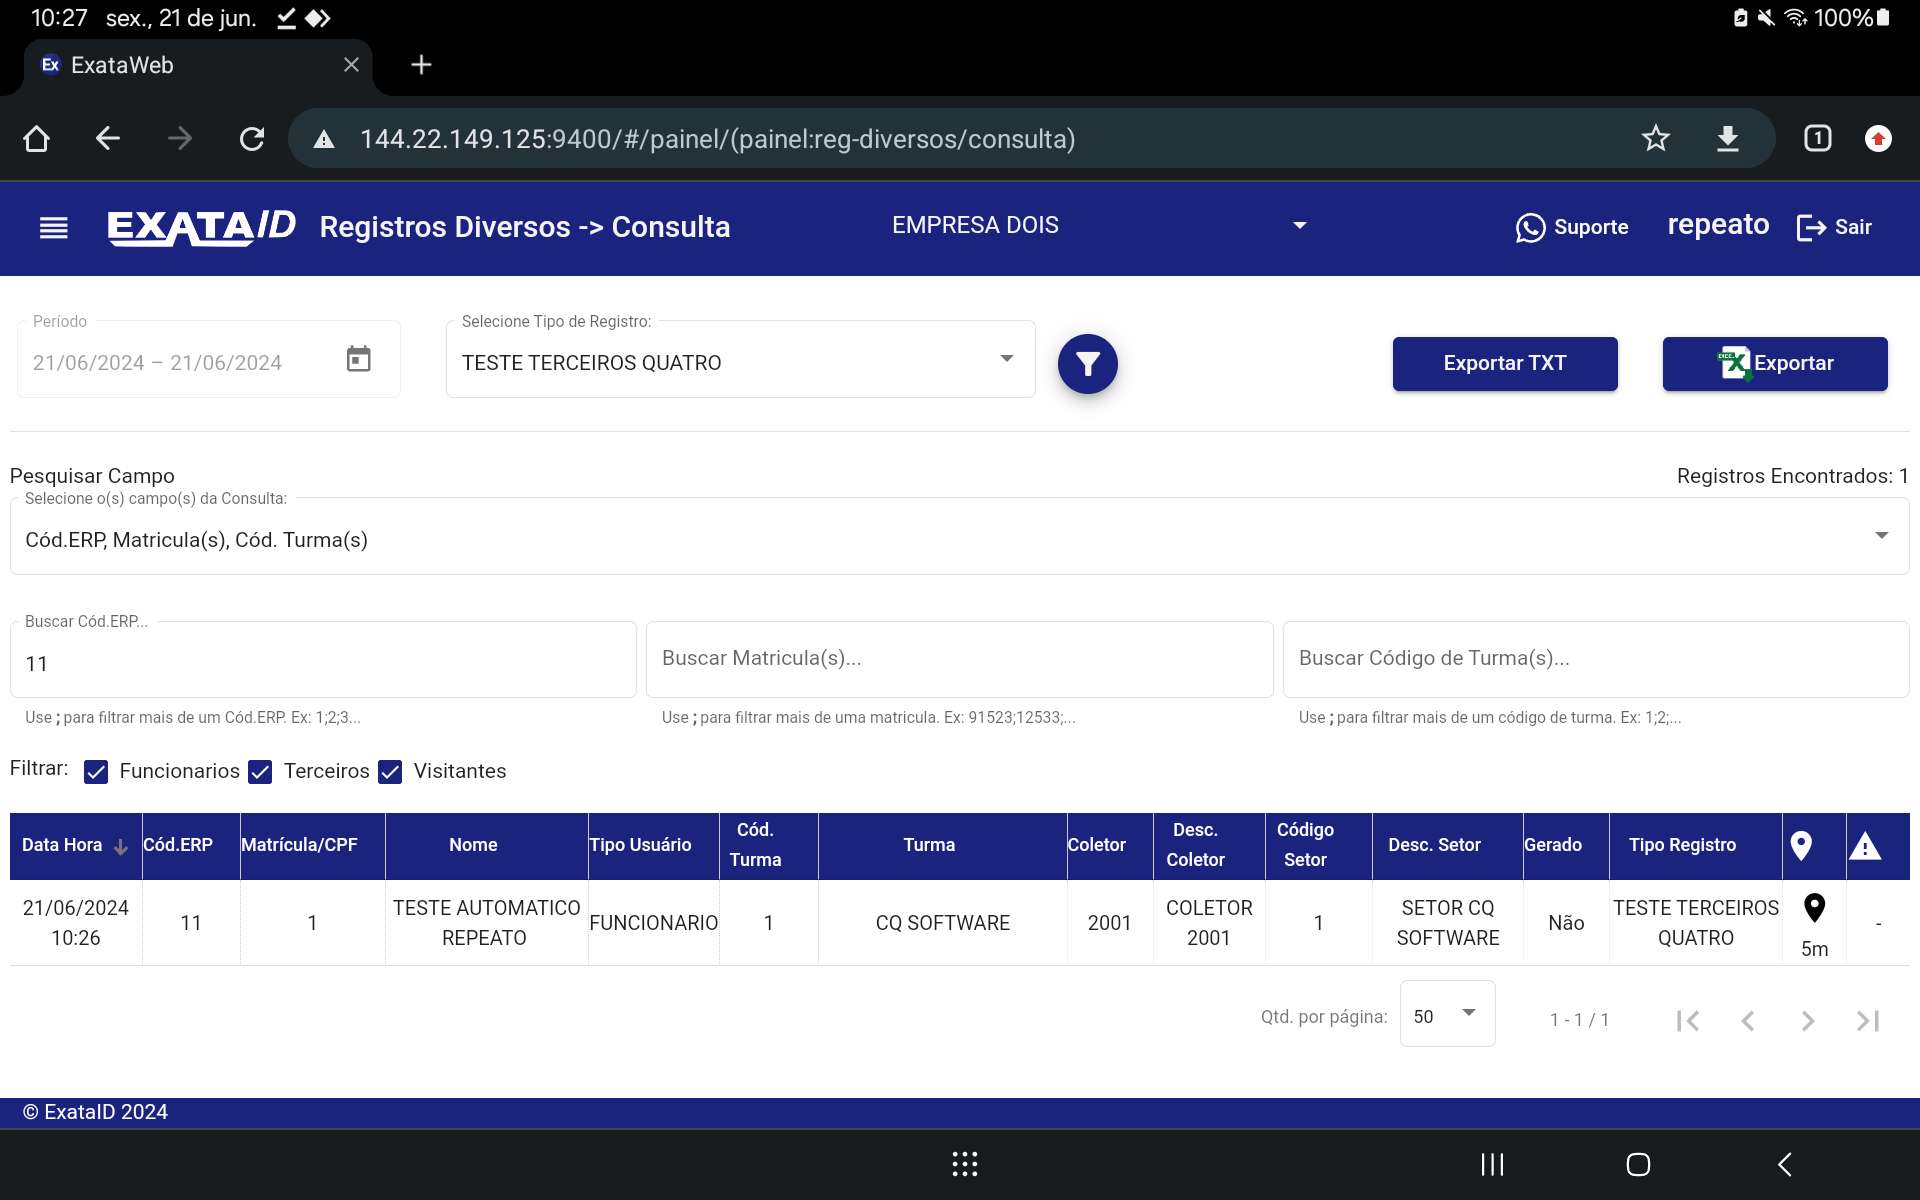 10:27 sex., 21 de jun. 100%
Ex ExataWeb
144.22.149.125:9400/#/painel/(painel:reg-diversos/consulta) 1
EXATA/ID Registros Diversos -> Consulta EMPRESA DOIS Suporte repeato Sair
Período Selecione Tipo de Registro:
21/06/2024 – 21/06/2024 TESTE TERCEIROS QUATRO Exportar TXT Exportar
Pesquisar Campo Registros Encontrados: 1
Selecione o(s) campo(s) da Consulta:
Cód.ERP, Matricula(s), Cód. Turma(s)
Buscar Cód.ERP...
11 Buscar Matricula(s)... Buscar Código de Turma(s)...
Use ; para filtrar mais de um Cód.ERP. Ex: 1;2;3... Use ; para filtrar mais de uma matricula. Ex: 91523;12533;... Use ; para filtrar mais de um código de turma. Ex: 1;2;...
Filtrar: Funcionarios Terceiros Visitantes
Data Hora Cód.ERP Matrícula/CPF Nome Tipo Usuário Cód. Turma Turma Coletor Desc. Coletor Código Setor Desc. Setor Gerado Tipo Registro
21/06/2024 10:26 11 1 TESTE AUTOMATICO REPEATO FUNCIONARIO 1 CQ SOFTWARE 2001 COLETOR 2001 1 SETOR CQ SOFTWARE Não TESTE TERCEIROS QUATRO 5m -
Qtd. por página: 50 1 - 1 / 1
© ExataID 2024